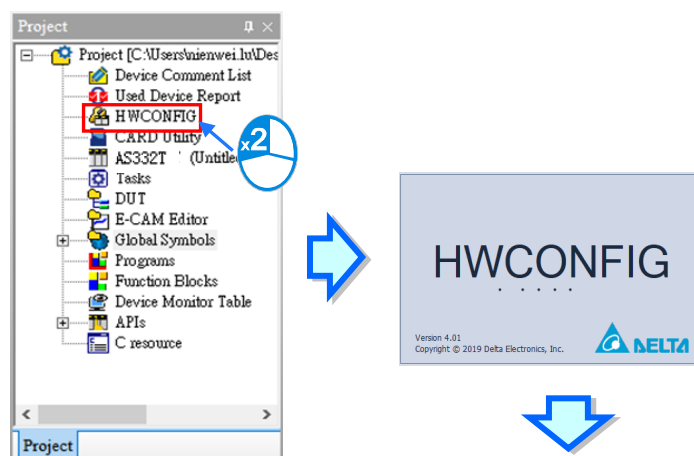 Project
Project [C:\Users\nienwei.lu\Des
Device Comment List
Used Device Report
HWCONFIG
x2
CARD Utility
AS332T (Untitle
Tasks
DUT
E-CAM Editor
Global Symbols
Programs
Function Blocks
Device Monitor Table
APIs
C resource
Project
HWCONFIG
Version 4.01
Copyright © 2019 Delta Electronics, Inc.
DELTA